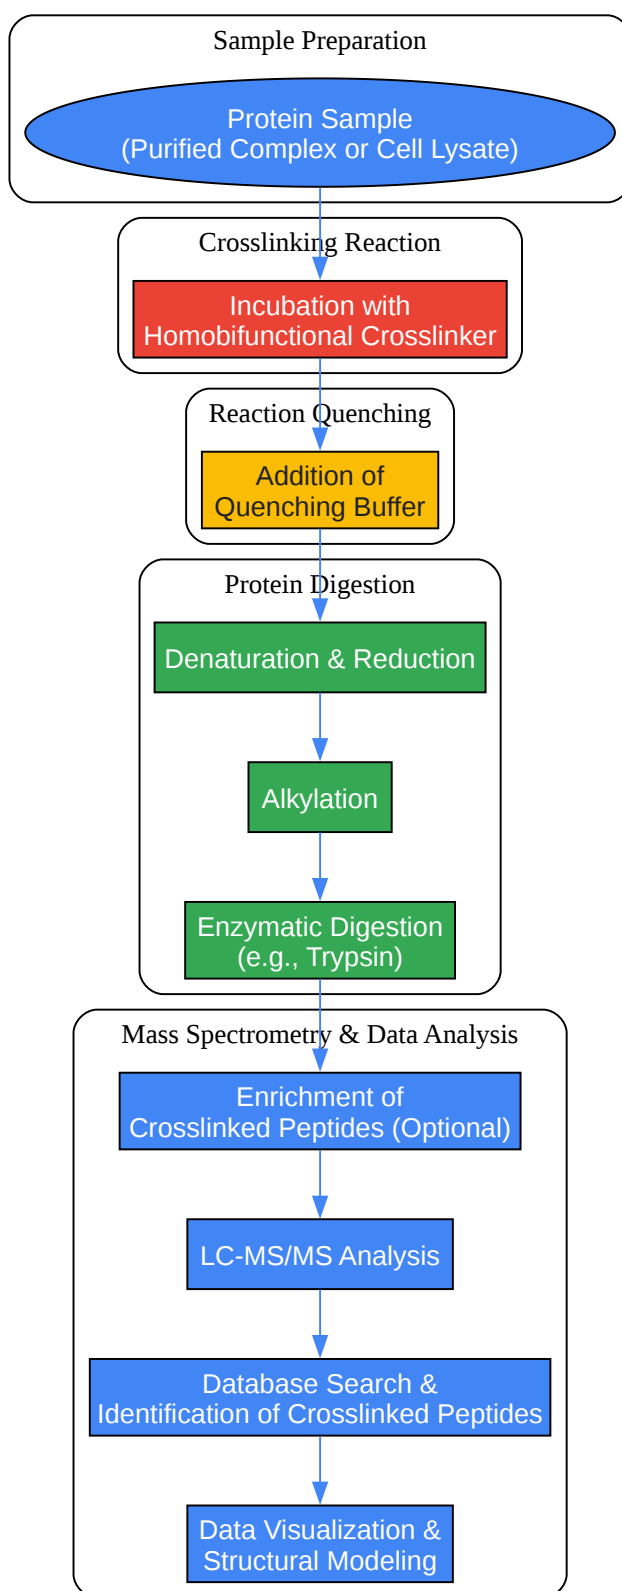 Sample Preparation
Protein Sample
(Purified Complex or Cell Lysate)
Crosslinking Reaction
Incubation with
Homobifunctional Crosslinker
Reaction Quenching
Addition of
Quenching Buffer
Protein Digestion
Denaturation & Reduction
Alkylation
Enzymatic Digestion
(e.g., Trypsin)
Mass Spectrometry & Data Analysis
Enrichment of
Crosslinked Peptides (Optional)
LC-MS/MS Analysis
Database Search &
Identification of Crosslinked Peptides
Data Visualization &
Structural Modeling